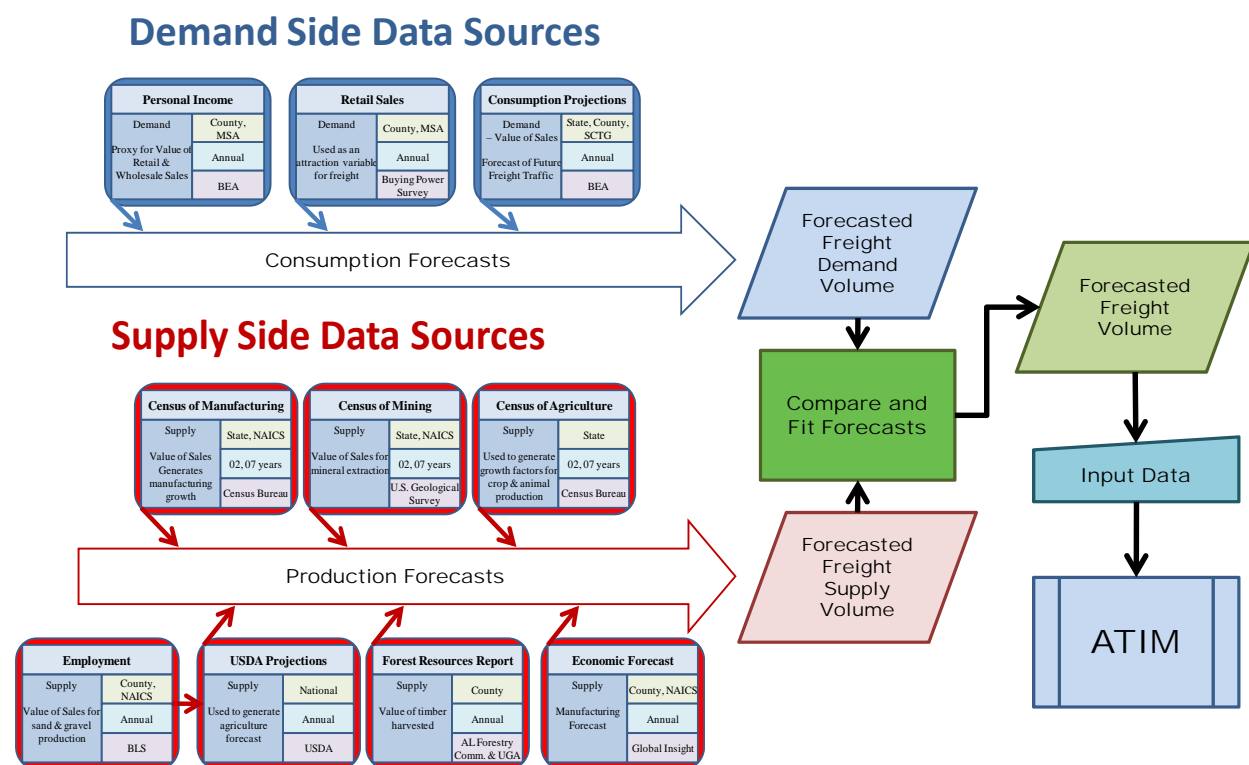 Demand Side Data Sources
Personal Income
Demand
Proxy for Value of
Retail &
Wholesale Sales
County,
MSA
Annual
BEA
Retail Sales
Demand
Used as an
attraction variable
for freight
County, MSA
Annual
Buying Power
Survey
Consumption Projections
Demand
– Value of Sales
Forecast of Future
Freight Traffic
State, County,
SCTG
Annual
BEA
Consumption Forecasts
Forecasted
Freight
Demand
Volume
Forecasted
Freight
Volume
Supply Side Data Sources
Census of Manufacturing
Supply
Value of Sales
Generates
manufacturing
growth
State, NAICS
02, 07 years
Census Bureau
Census of Mining
Supply
Value of Sales for
mineral extraction
State, NAICS
02, 07 years
U.S. Geological
Survey
Census of Agriculture
Supply
Used to generate
growth factors for
crop & animal
production
State
02, 07 years
Census Bureau
Compare and
Fit Forecasts
Input Data
Production Forecasts
Forecasted
Freight
Supply
Volume
ATIM
Employment
Supply
Value of Sales for
sand & gravel
production
County,
NAICS
Annual
BLS
USDA Projections
Supply
Used to generate
agriculture
forecast
National
Annual
USDA
Forest Resources Report
Supply
Value of timber
harvested
County
Annual
AL Forestry
Comm. & UGA
Economic Forecast
Supply
Manufacturing
Forecast
County, NAICS
Annual
Global Insight